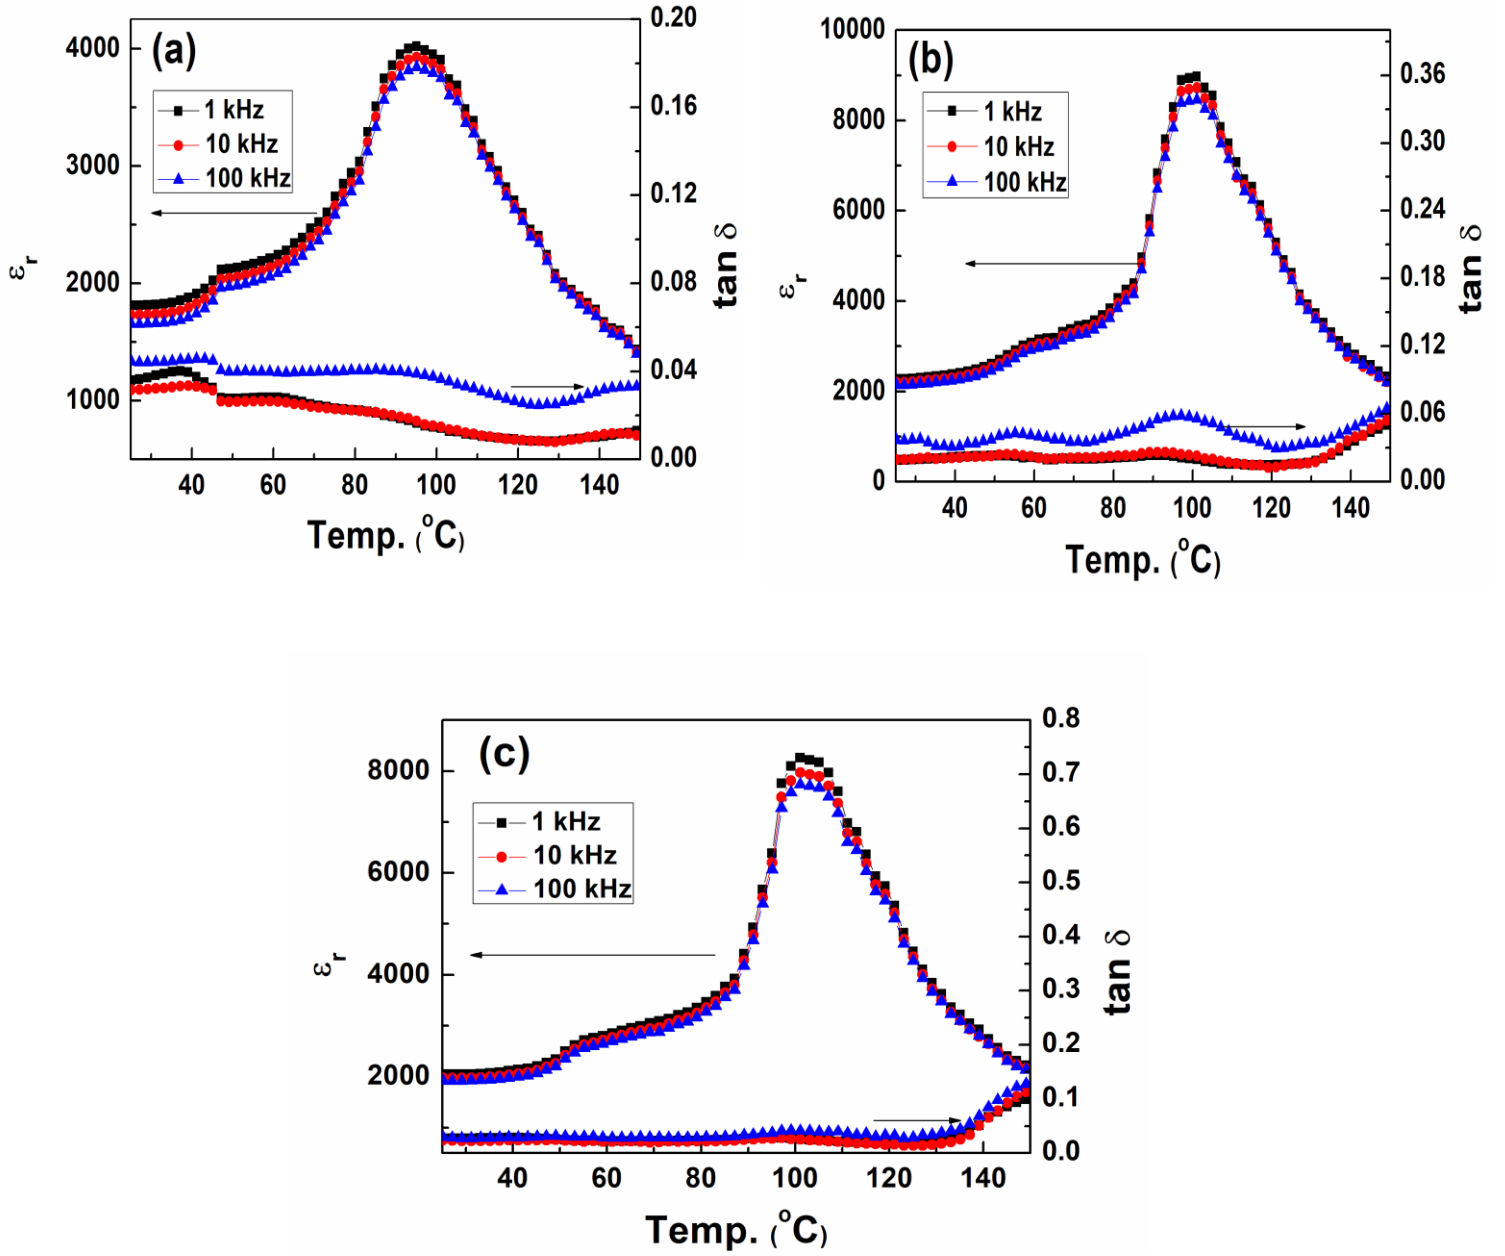 (a)
1 kHz
10 kHz
100 kHz
4000
3000
2000
1000
εr
0.20
0.16
0.12
0.08
0.04
0.00
tan δ
40 60 80 100 120 140
Temp. (°C)
(b)
1 kHz
10 kHz
100 kHz
10000
8000
6000
4000
2000
0
εr
0.36
0.30
0.24
0.18
0.12
0.06
0.00
tan δ
40 60 80 100 120 140
Temp. (°C)
(c)
1 kHz
10 kHz
100 kHz
8000
6000
4000
2000
εr
0.8
0.7
0.6
0.5
0.4
0.3
0.2
0.1
0.0
tan δ
40 60 80 100 120 140
Temp. (°C)